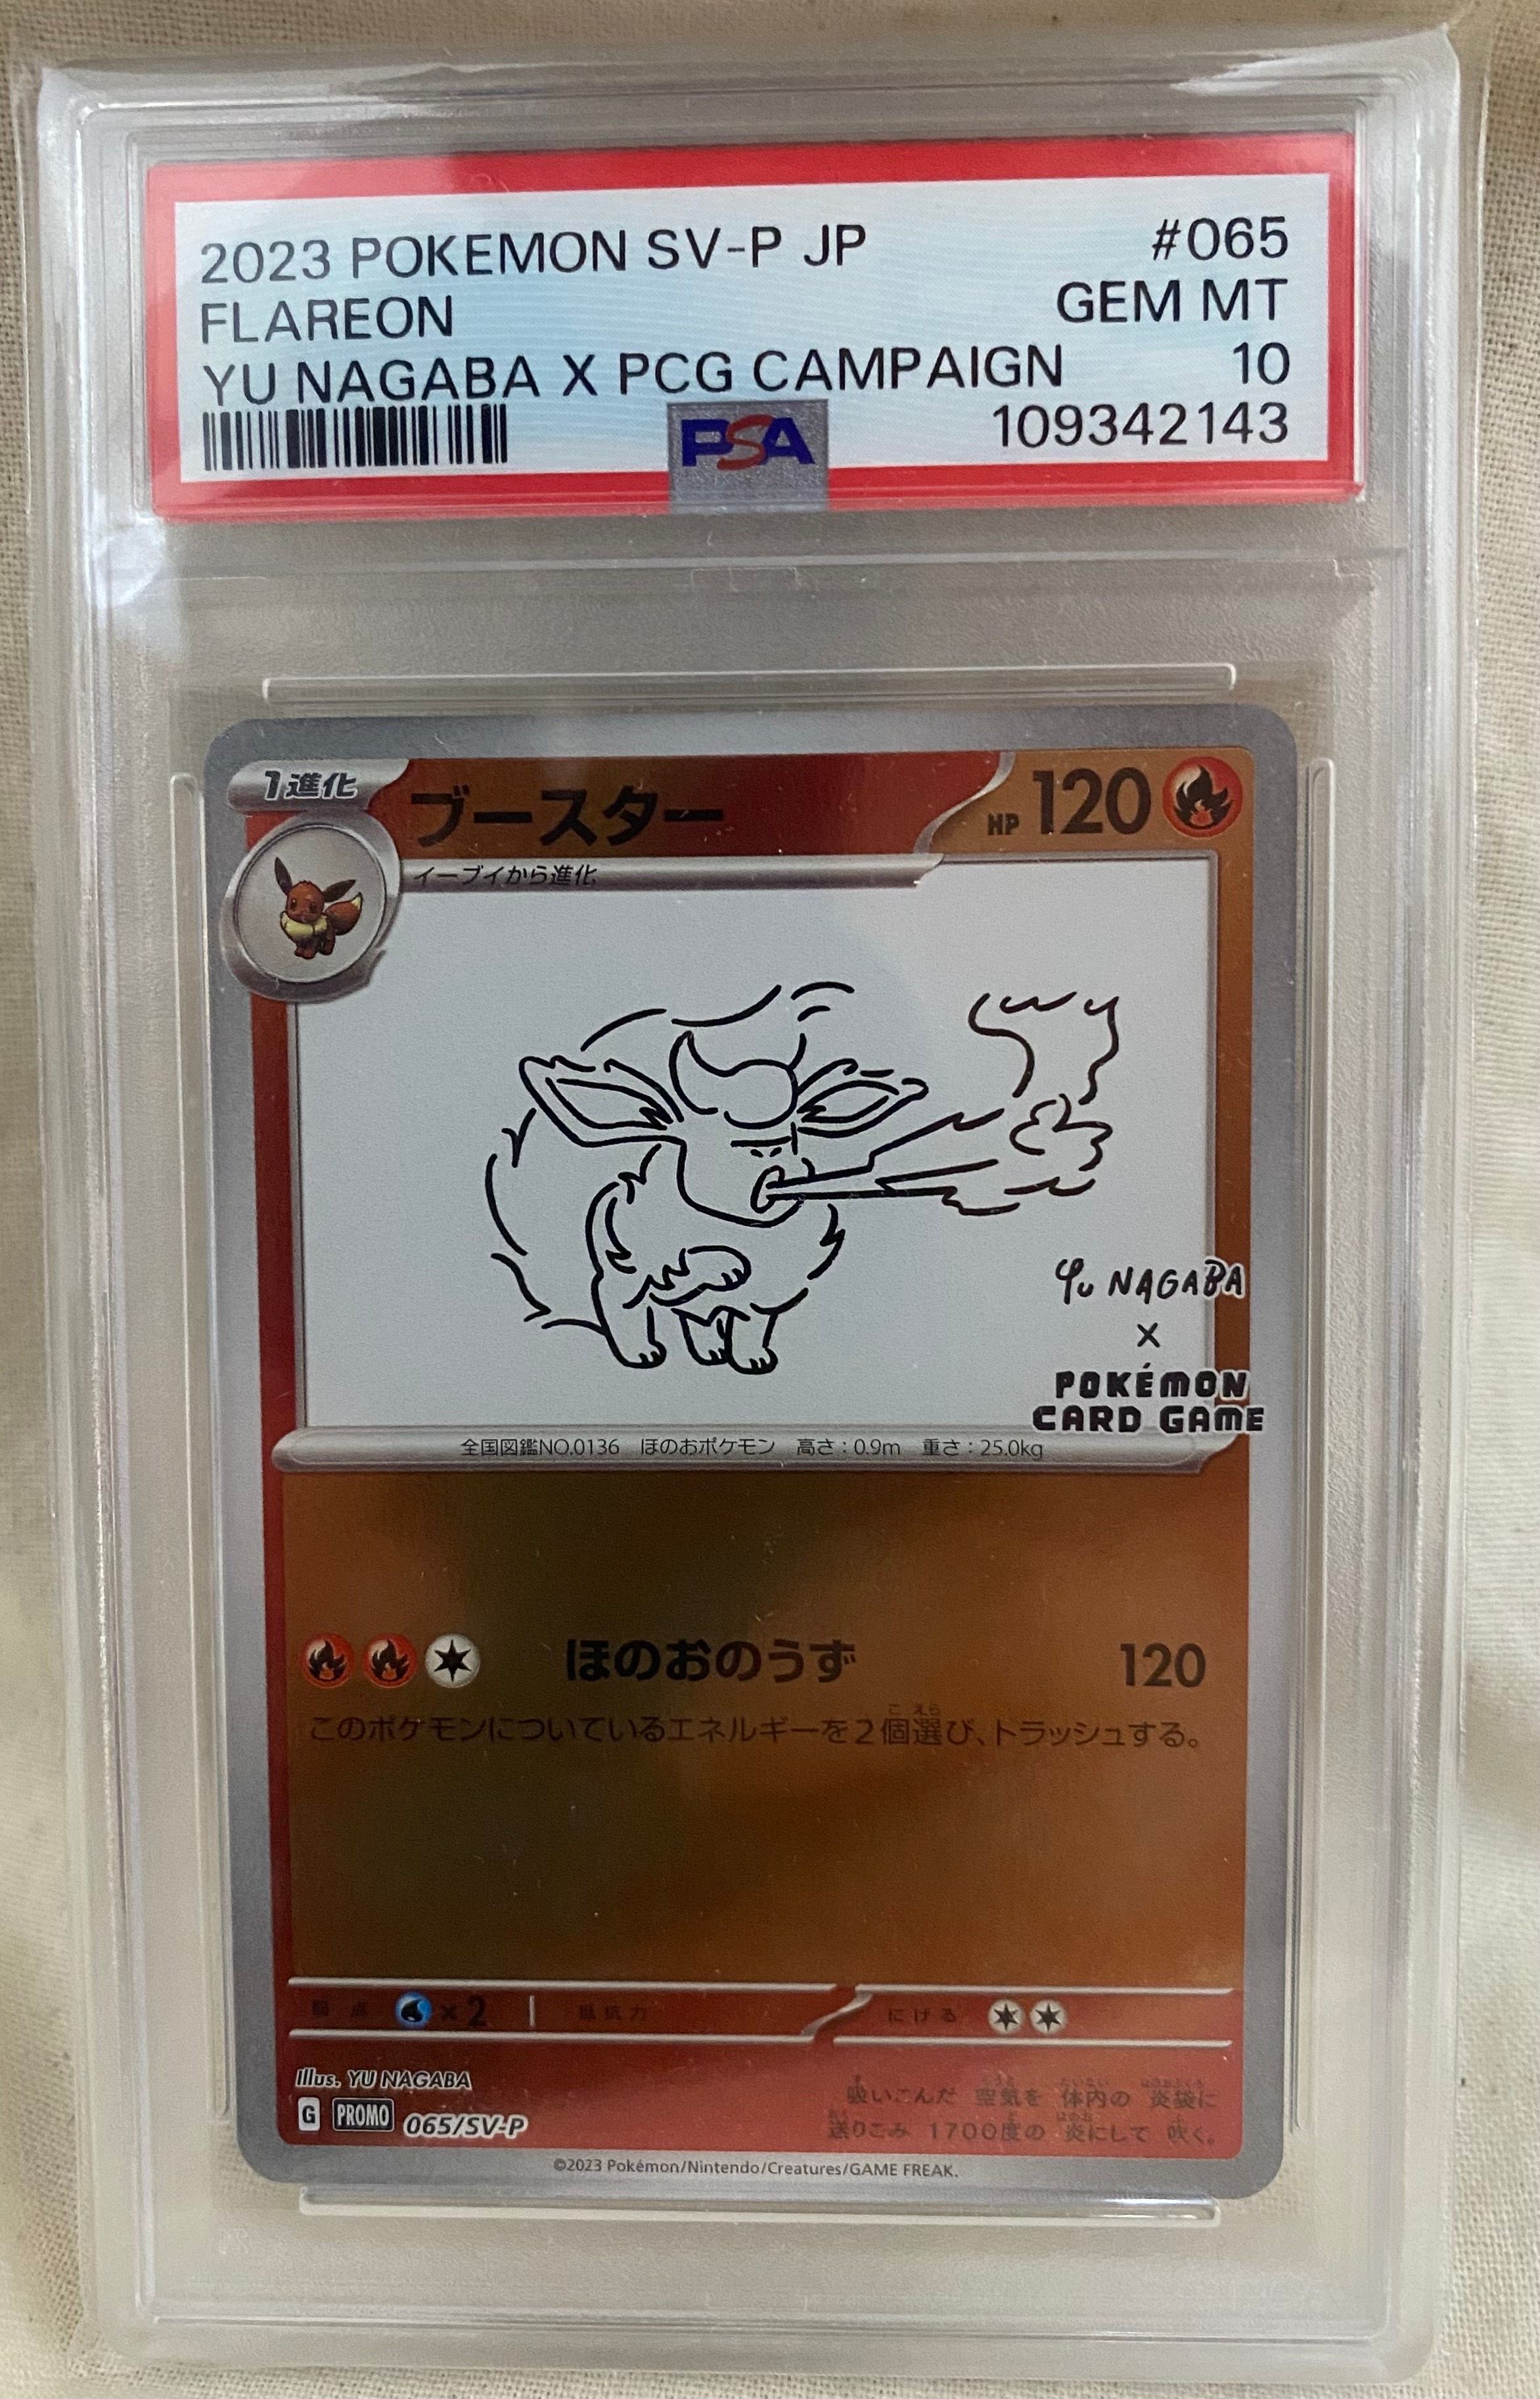 2023 POKEMON SV-P JP #065
FLAREON GEM MT
YU NAGABA X PCG CAMPAIGN 10
PSA 109342143
1進化 ブースター HP 120
イーブイから進化
YU NAGABA
×
POKÉMON
CARD GAME
全国図鑑NO.0136 ほのおポケモン 高さ:0.9m 重さ:25.0kg
ほのおのうず 120
このポケモンについているエネルギーを2個選び、トラッシュする。
弱点 ×2 抵抗力 にげる
Illus. YU NAGABA
G PROMO 065/SV-P
吸いこんだ 空気を 体内の 炎袋に
送りこみ 1700度の 炎にして 吹く。
©2023 Pokémon/Nintendo/Creatures/GAME FREAK.